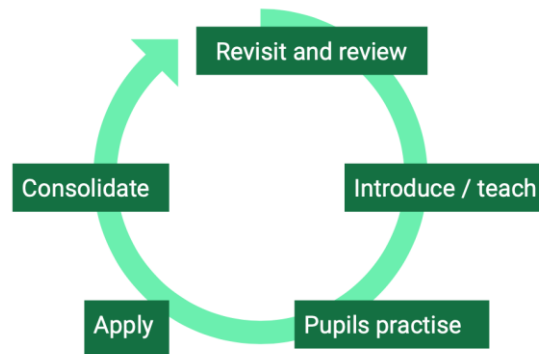 Revisit and review
Introduce / teach
Pupils practise
Apply
Consolidate